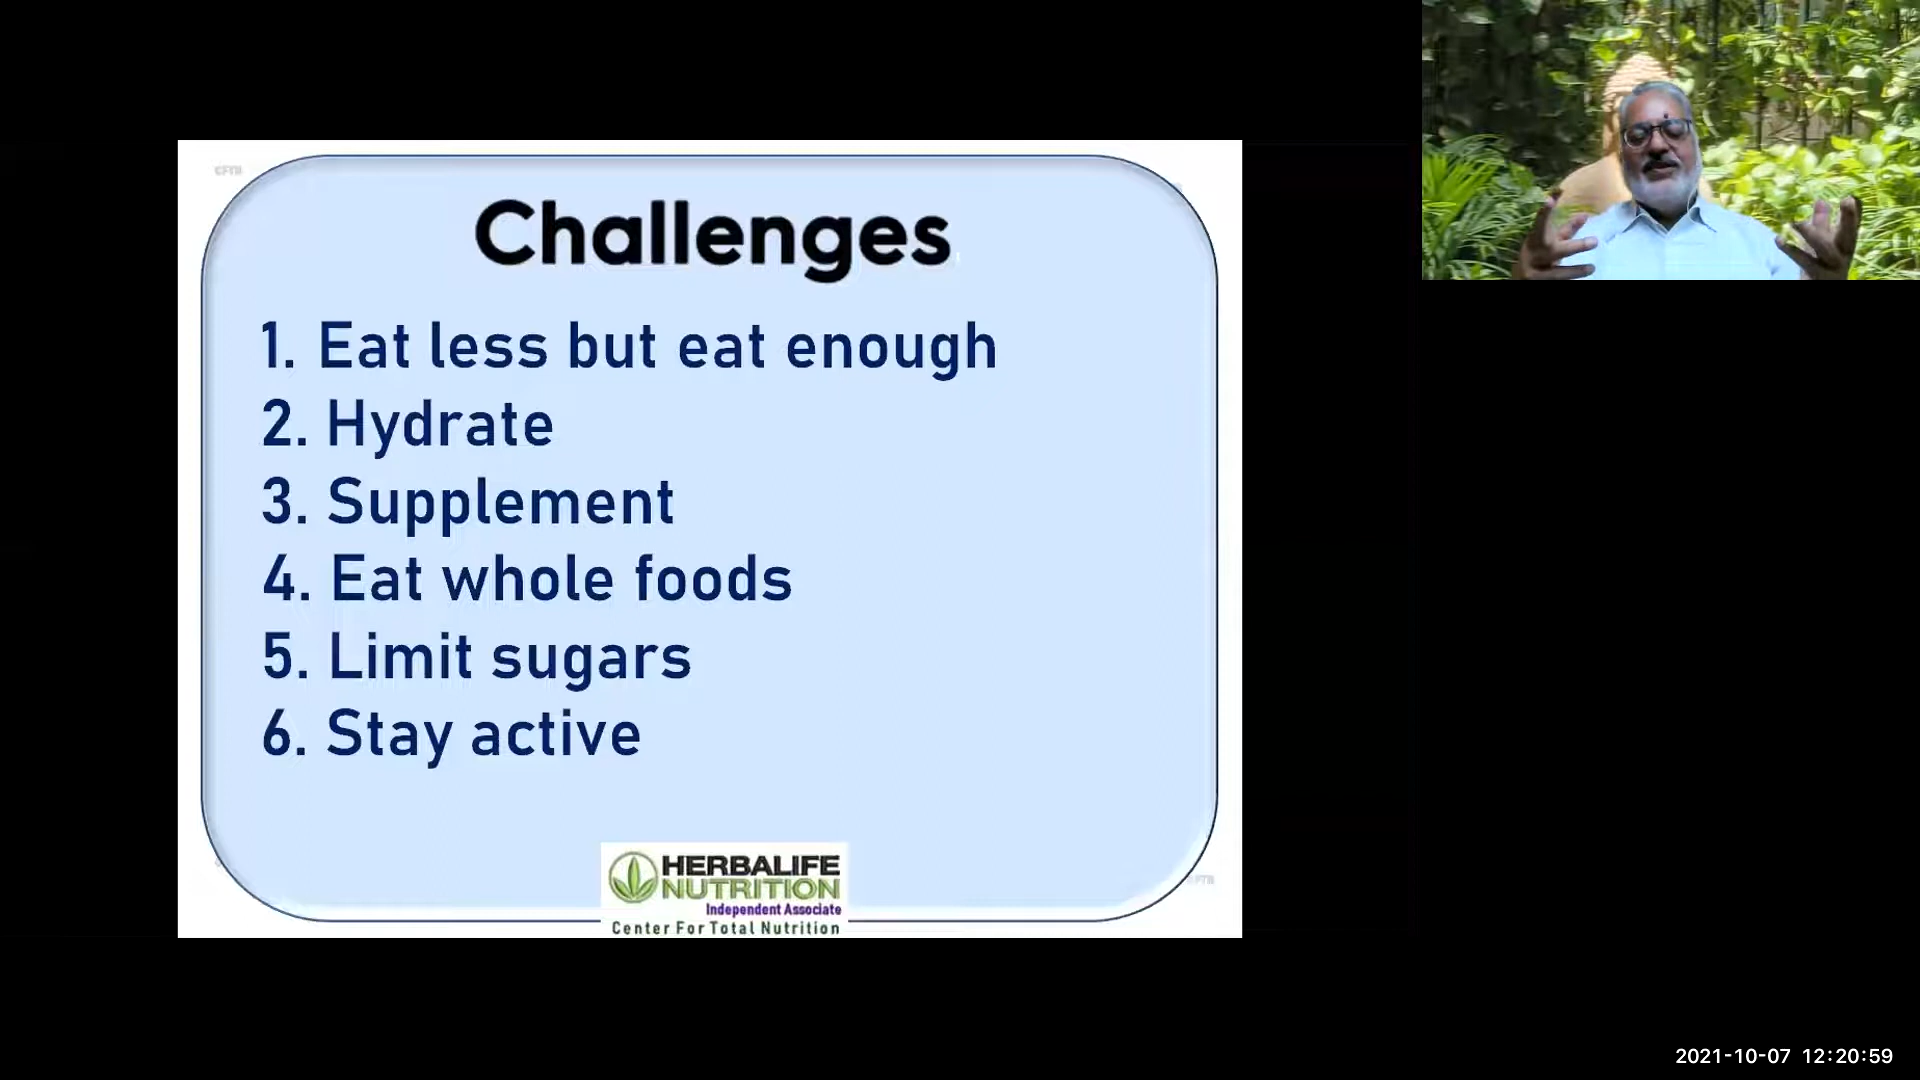 CFTN
Challenges
1. Eat less but eat enough
2. Hydrate
3. Supplement
4. Eat whole foods
5. Limit sugars
6. Stay active
HERBALIFE
NUTRITION
Independent Associate
Center For Total Nutrition
2021-10-07 12:20:59